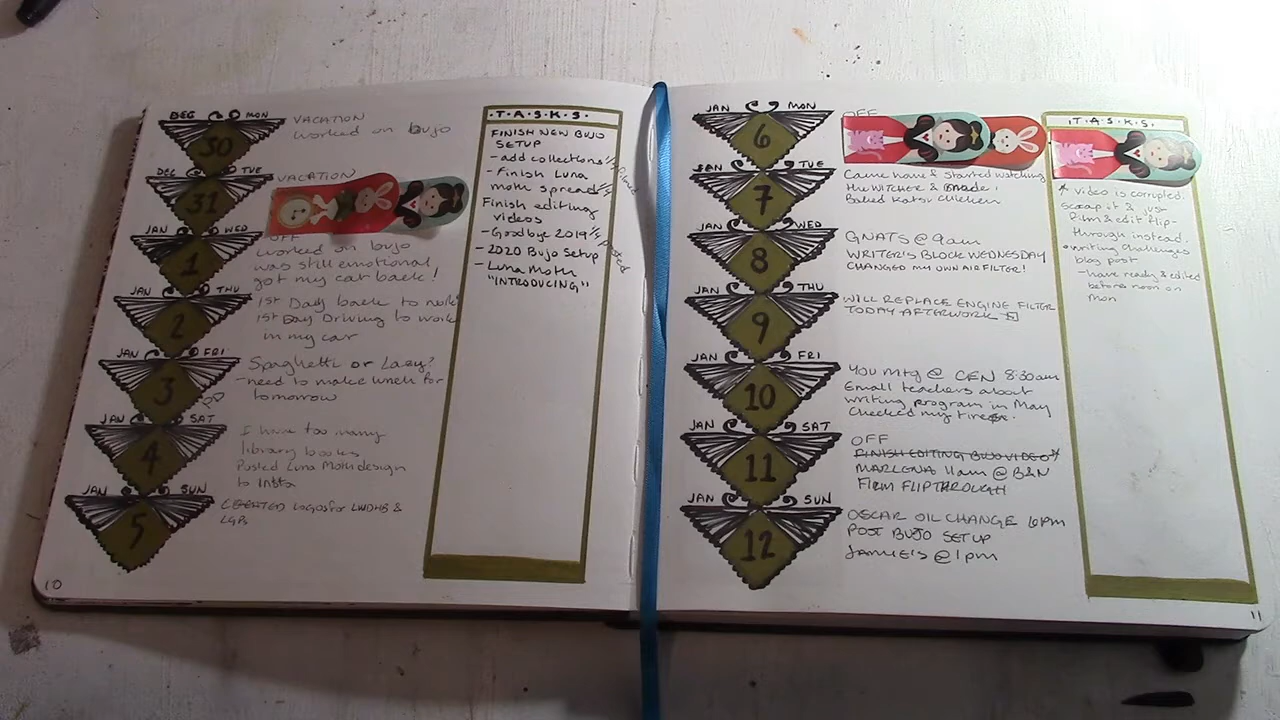 DEC MON
30
VACATION
worked on bujo
DEC TUE
31
VACATION
JAN WED
1
OFF
worked on bujo
was still emotional
got my car back!
JAN THU
2
1st Day back to work
1st Day Driving to work
in my car
JAN FRI
3
Spaghetti or Lazy?
- need to make lunch for
tomorrow
JAN SAT
4
I have too many
library books
Posted Luna Moth design
to Insta
JAN SUN
5
CREATED logos for LWDHB &
10
·T·A·S·K·S·
FINISH NEW BUJO
SETUP
- add collections
- Finish Luna
moth spread
Finish editing
videos
- Goodbye 2019
posted
- 2020 Bujo Setup
- Luna Moth
"INTRODUCING"
JAN MON
6
OFF
JAN TUE
7
Came home & started watching
the WITCHER & made
Baked Katsu Chicken
JAN WED
8
GNATS @ 9am
WRITER'S BLOCK WEDNESDAY
CHANGED MY OWN AIR FILTER!
JAN THU
9
WILL REPLACE ENGINE FILTER
TODAY AFTERWORK
JAN FRI
10
YOU mtg @ CEN 8:30am
Email teachers about
writing program in May
Checked my tires.
JAN SAT
11
OFF
FINISH EDITING BUJO VIDEO*
MARLENA 11am @ B&N
FILM FLIPTHROUGH
JAN SUN
12
OSCAR OIL CHANGE 6pm
POST BUJO SETUP
JAMIE'S @ 1pm
·T·A·S·K·S·
* video is corrupted.
Scrap it & 
Film & edit flip-
through instead.
writing challenges
blog post
- have ready & edited
before noon on
Mon
11